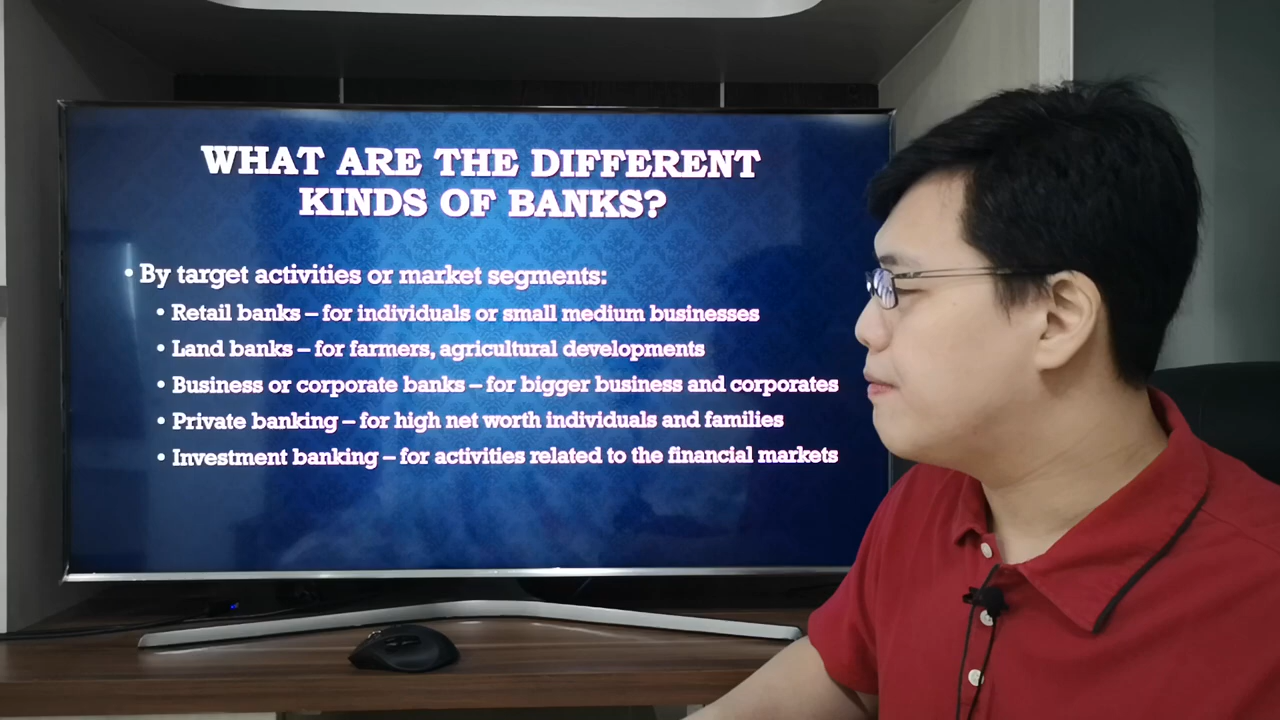 WHAT ARE THE DIFFERENT
KINDS OF BANKS?
• By target activities or market segments:
• Retail banks – for individuals or small medium businesses
• Land banks – for farmers, agricultural developments
• Business or corporate banks – for bigger business and corporates
• Private banking – for high net worth individuals and families
• Investment banking – for activities related to the financial markets